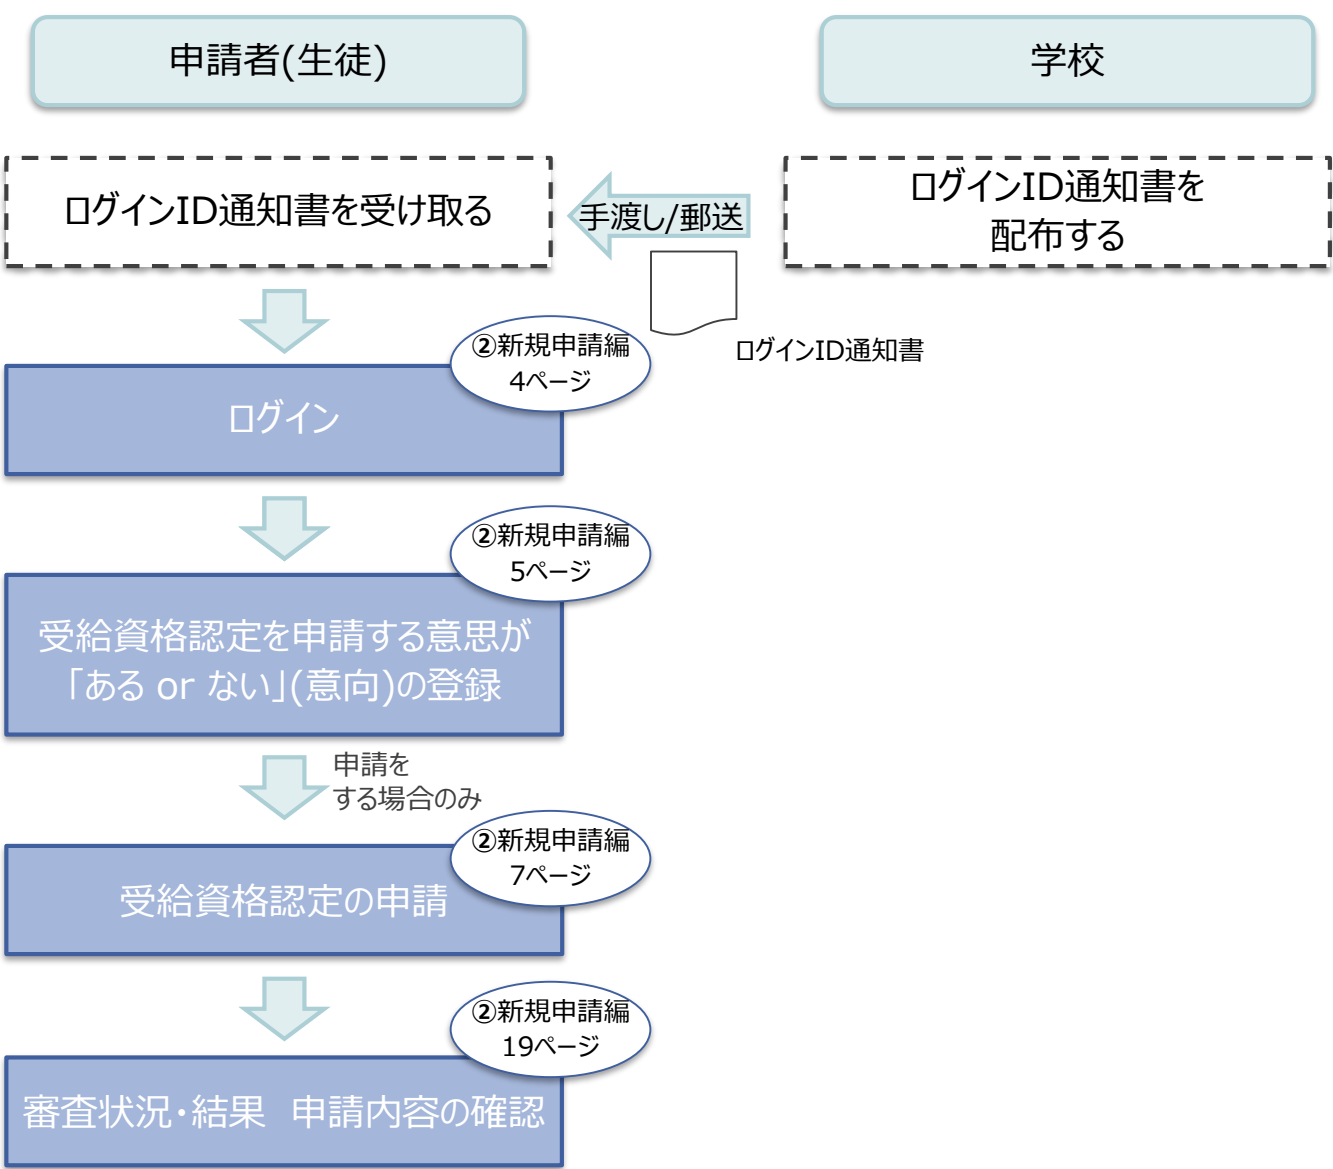 申請者(生徒)
学校
ログインID通知書を受け取る
手渡し/郵送
ログインID通知書を
配布する
ログインID通知書
②新規申請編
4ページ
ログイン
②新規申請編
5ページ
受給資格認定を申請する意思が
「ある or ない」(意向)の登録
申請を
する場合のみ
②新規申請編
7ページ
受給資格認定の申請
②新規申請編
19ページ
審査状況・結果　申請内容の確認